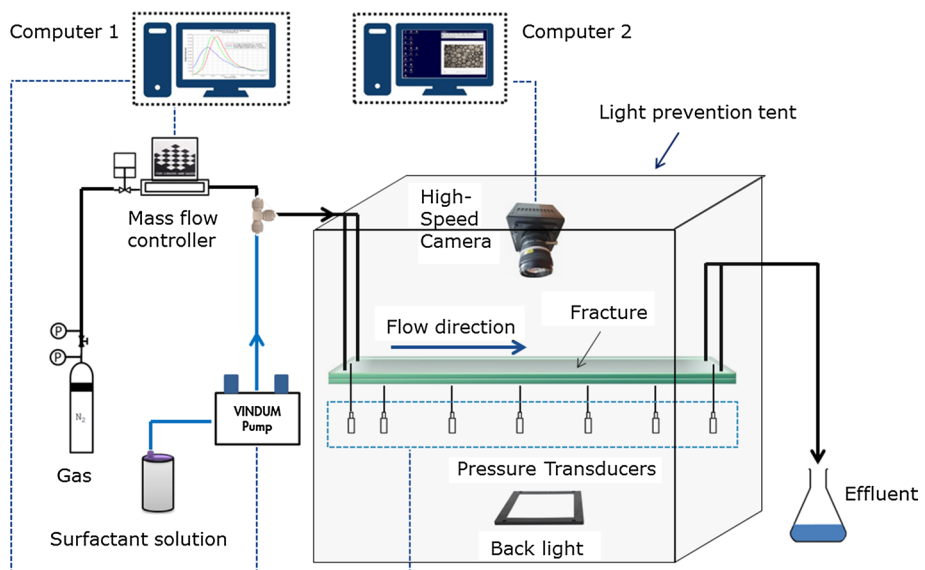 Computer 1
Computer 2
Light prevention tent
High-
Speed
Camera
Mass flow
controller
Flow direction
Fracture
P
P
N2
VINDUM
Pump
Gas
Pressure Transducers
Surfactant solution
Back light
Effluent